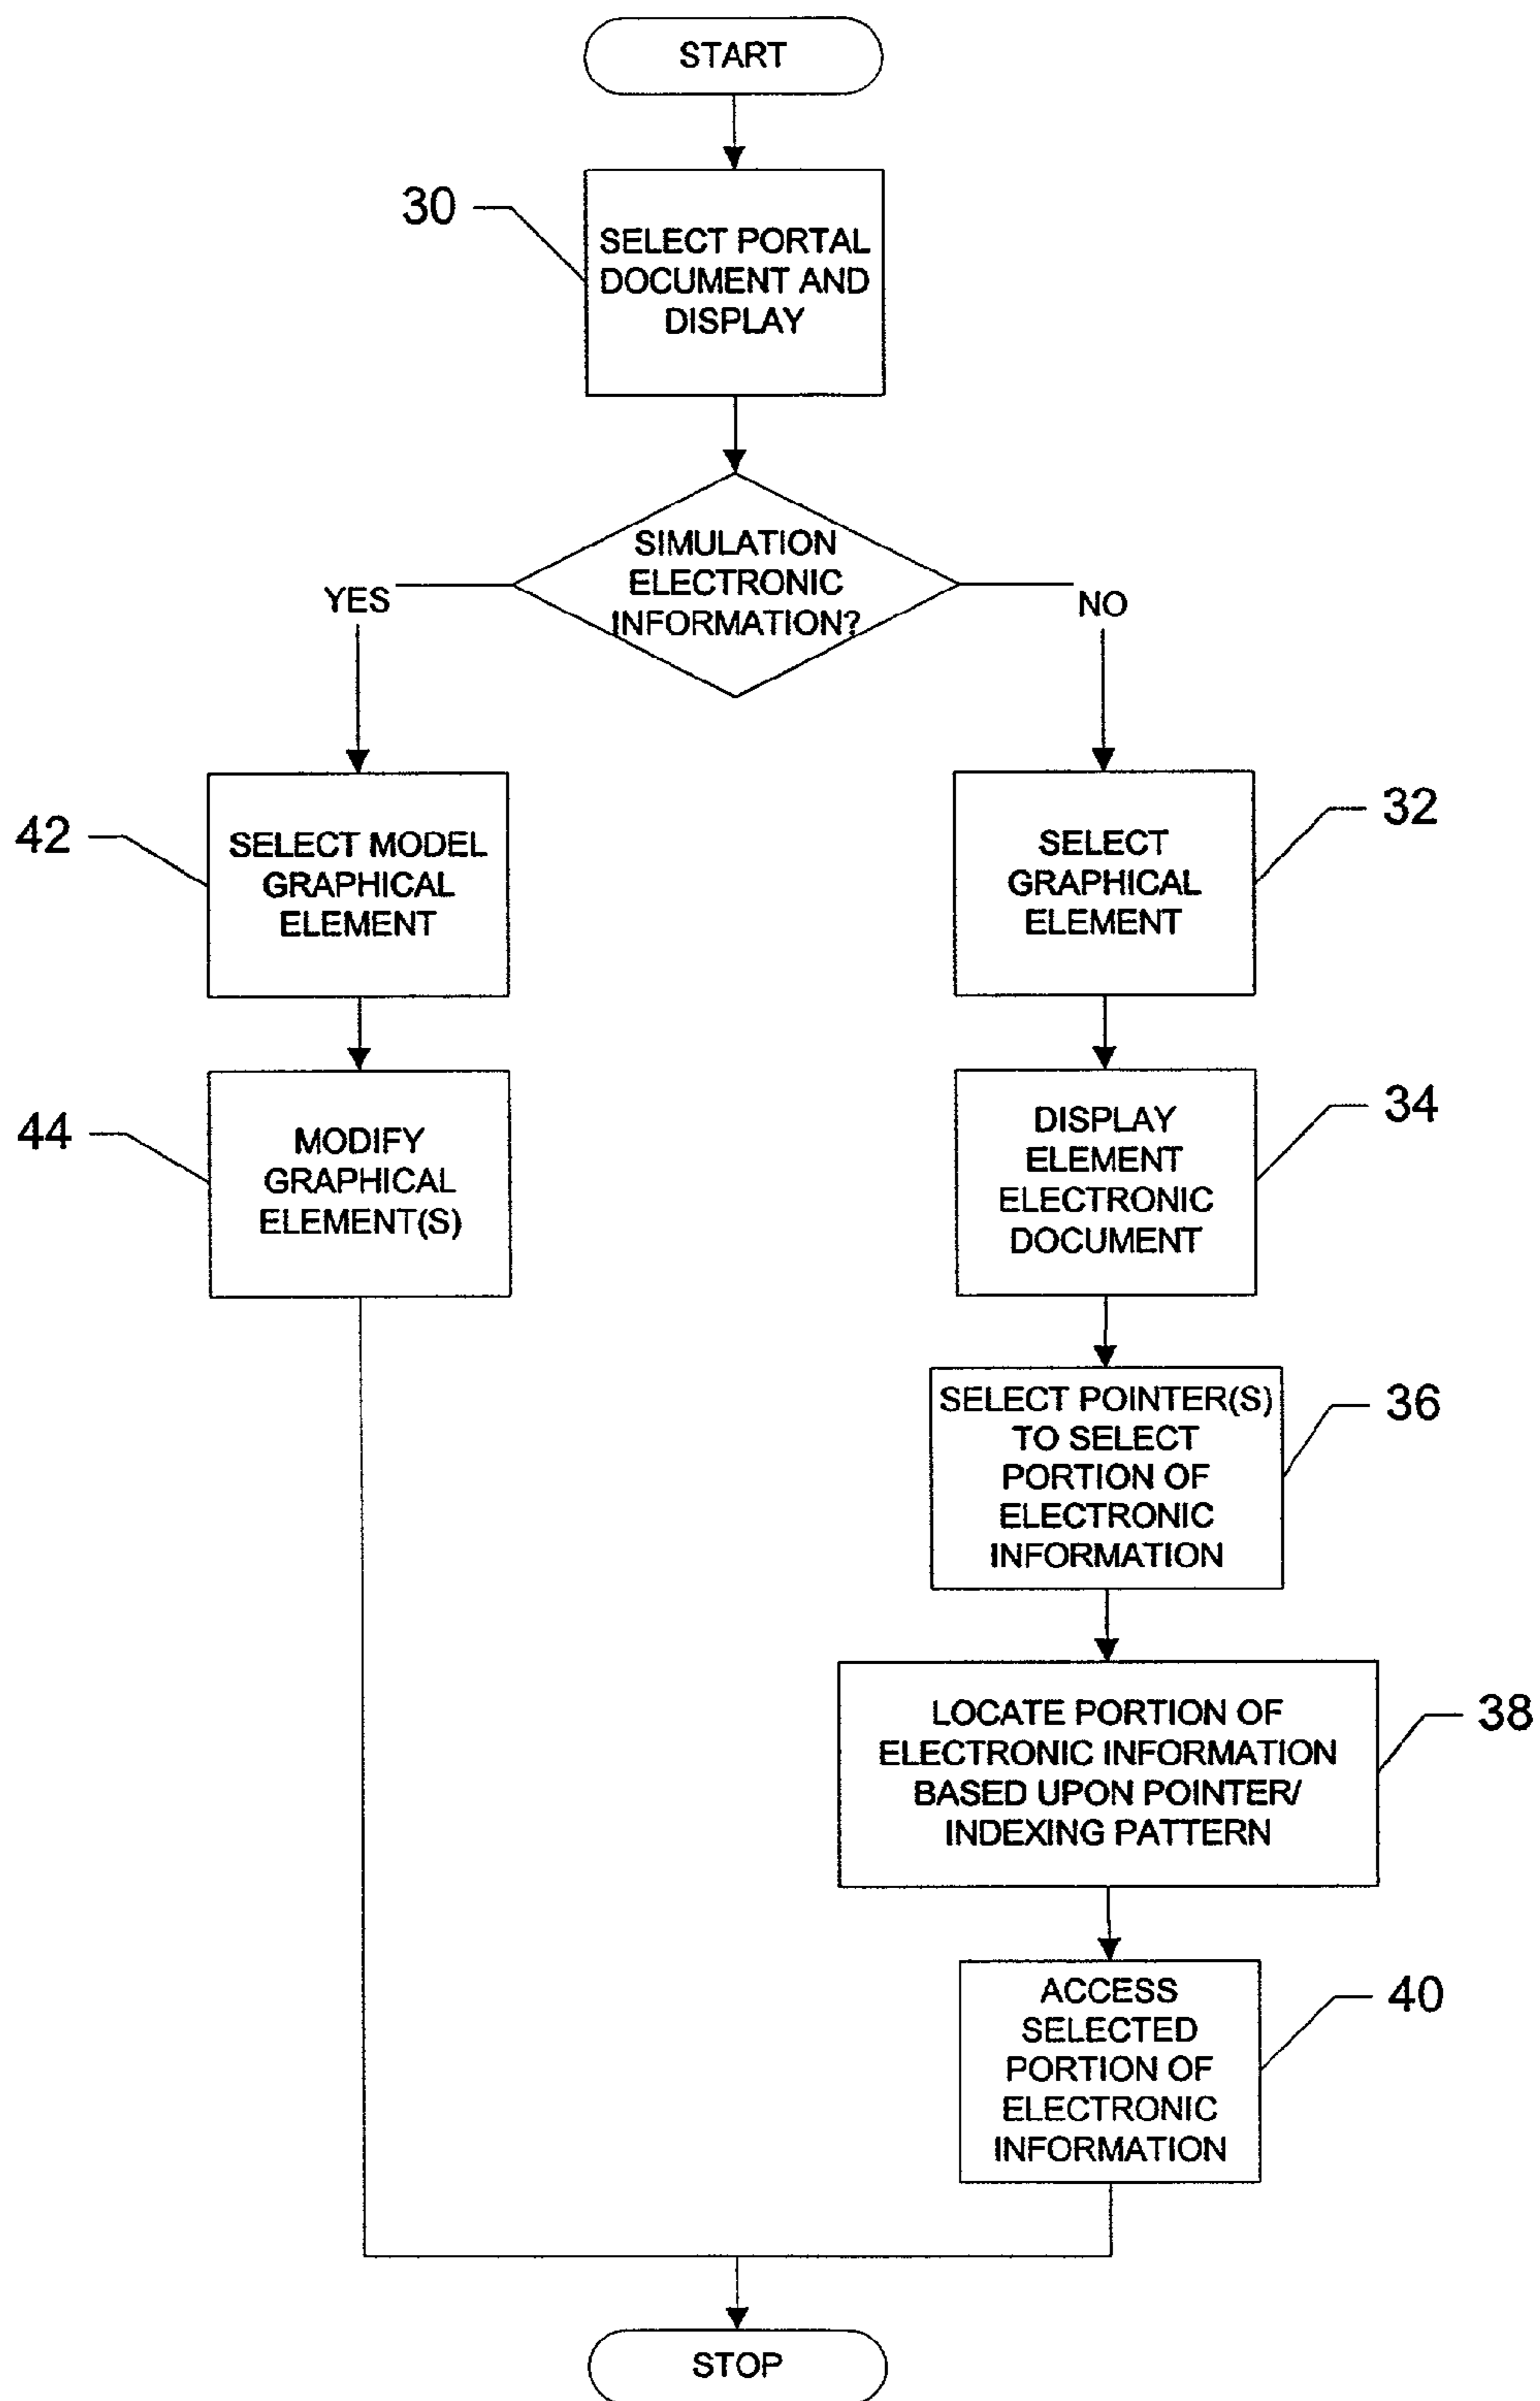 START
30
SELECT PORTAL
DOCUMENT AND
DISPLAY
SIMULATION
ELECTRONIC
INFORMATION?
YES
NO
42
SELECT MODEL
GRAPHICAL
ELEMENT
44
MODIFY
GRAPHICAL
ELEMENT(S)
32
SELECT
GRAPHICAL
ELEMENT
34
DISPLAY
ELEMENT
ELECTRONIC
DOCUMENT
36
SELECT POINTER(S)
TO SELECT
PORTION OF
ELECTRONIC
INFORMATION
38
LOCATE PORTION OF
ELECTRONIC INFORMATION
BASED UPON POINTER/
INDEXING PATTERN
40
ACCESS
SELECTED
PORTION OF
ELECTRONIC
INFORMATION
STOP